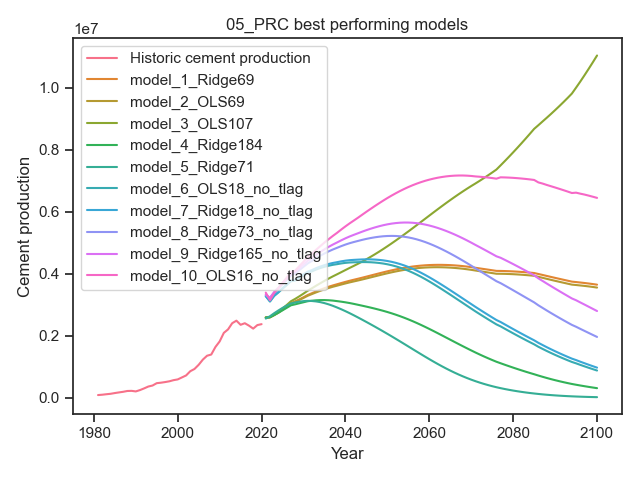 05_PRC best performing models
1e7
Historic cement production
model_1_Ridge69
model_2_OLS69
model_3_OLS107
model_4_Ridge184
model_5_Ridge71
model_6_OLS18_no_tlag
model_7_Ridge18_no_tlag
model_8_Ridge73_no_tlag
model_9_Ridge165_no_tlag
model_10_OLS16_no_tlag
Cement production
1.0
0.8
0.6
0.4
0.2
0.0
1980 2000 2020 2040 2060 2080 2100
Year